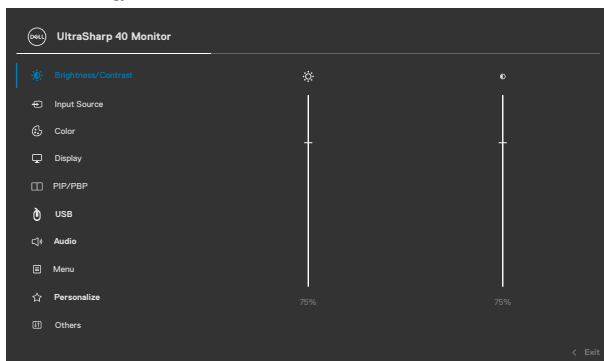 DELL UltraSharp 40 Monitor
Brightness/Contrast
Input Source
Color
Display
PIP/PBP
USB
Audio
Menu
Personalize
Others
75% 75%
< Exit